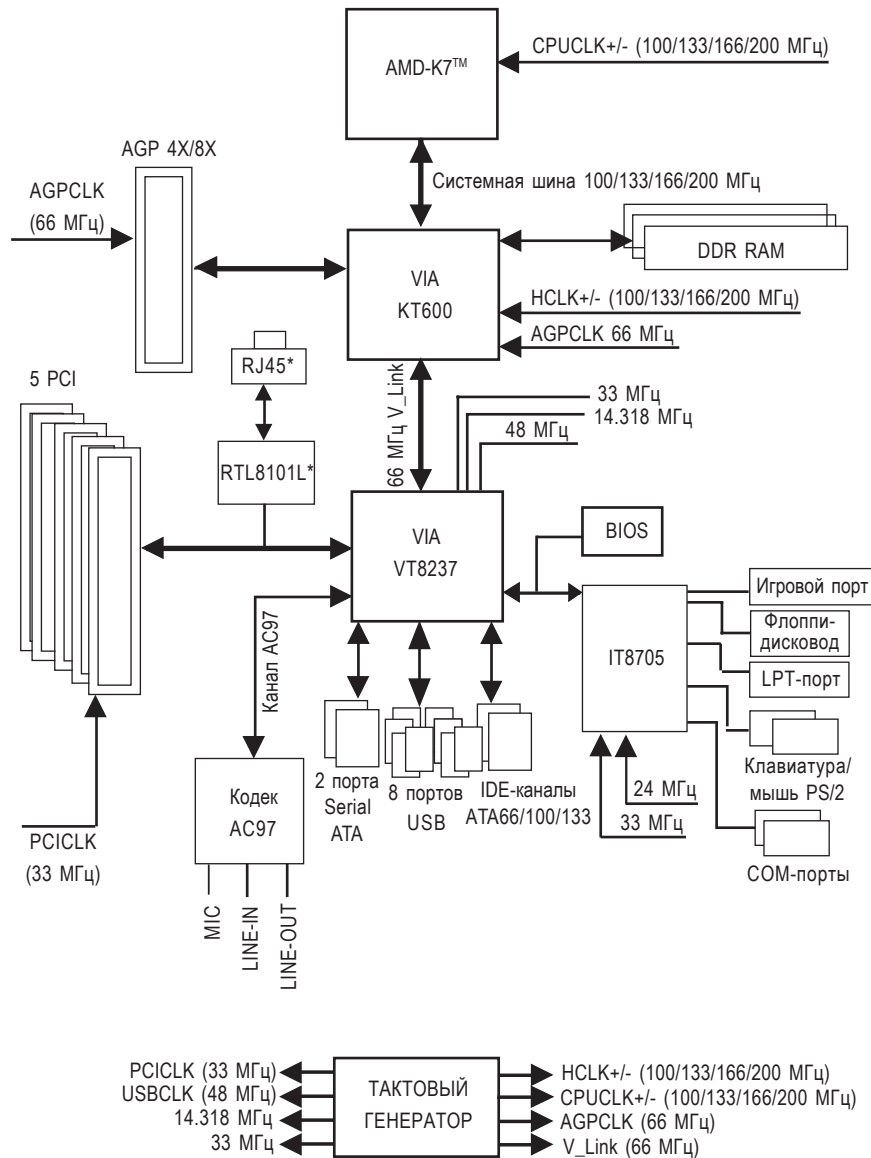 AMD-K7™
CPUCLK+/- (100/133/166/200 МГц)
AGP 4X/8X
AGPCLK
(66 МГц)
Системная шина 100/133/166/200 МГц
VIA
KT600
DDR RAM
HCLK+/- (100/133/166/200 МГц)
AGPCLK 66 МГц
5 PCI
RJ45*
RTL8101L*
66 МГц V_Link
33 МГц
14.318 МГц
48 МГц
VIA
VT8237
BIOS
IT8705
Игровой порт
Флоппи-
дисковод
LPT-порт
Клавиатура/
мышь PS/2
COM-порты
24 МГц
33 МГц
Канал AC97
Кодек
AC97
2 порта
Serial
ATA
8 портов
USB
IDE-каналы
ATA66/100/133
PCICLK
(33 МГц)
MIC
LINE-IN
LINE-OUT
PCICLK (33 МГц)
USBCLK (48 МГц)
14.318 МГц
33 МГц
ТАКТОВЫЙ
ГЕНЕРАТОР
HCLK+/- (100/133/166/200 МГц)
CPUCLK+/- (100/133/166/200 МГц)
AGPCLK (66 МГц)
V_Link (66 МГц)